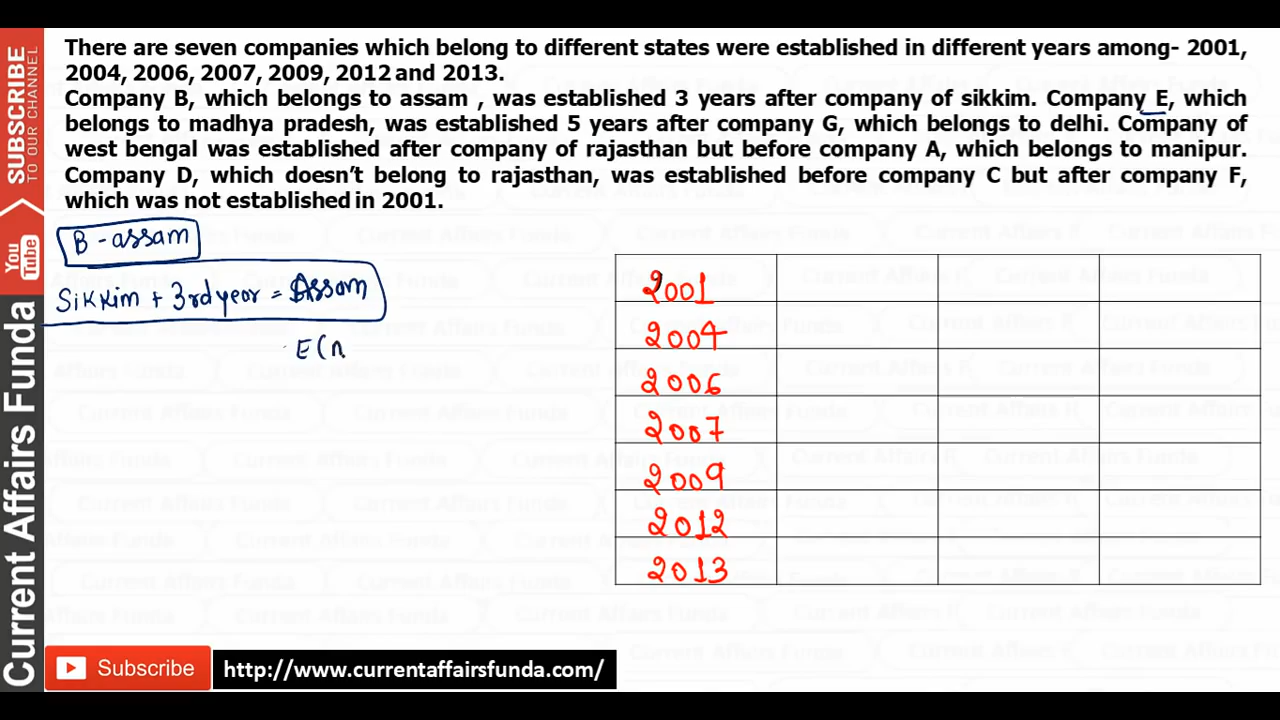 There are seven companies which belong to different states were established in different years among- 2001,
2004, 2006, 2007, 2009, 2012 and 2013.
Company B, which belongs to assam , was established 3 years after company of sikkim. Company E, which
belongs to madhya pradesh, was established 5 years after company G, which belongs to delhi. Company of
west bengal was established after company of rajasthan but before company A, which belongs to manipur.
Company D, which doesn't belong to rajasthan, was established before company C but after company F,
which was not established in 2001.
B - assam
Sikkim + 3rd year = Assam
E (n
2001
2004
2006
2007
2009
2012
2013
SUBSCRIBE
TO OUR CHANNEL
You
Tube
Current Affairs Funda
Subscribe
http://www.currentaffairsfunda.com/